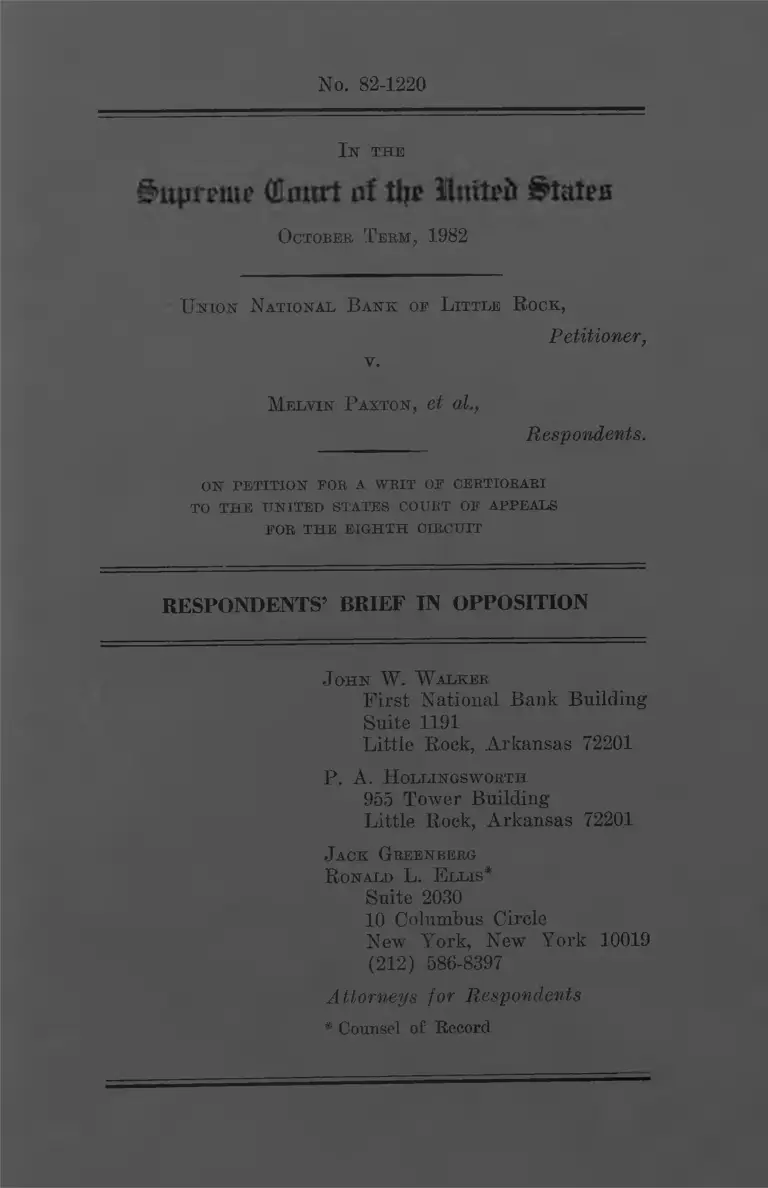 No. 82-1220
IN THE
Supreme Court of the United States
OCTOBER TERM, 1982
UNION NATIONAL BANK OF LITTLE ROCK,
Petitioner,
v.
MELVIN PAXTON, et al.,
Respondents.
ON PETITION FOR A WRIT OF CERTIORARI
TO THE UNITED STATES COURT OF APPEALS
FOR THE EIGHTH CIRCUIT
RESPONDENTS' BRIEF IN OPPOSITION
JOHN W. WALKER
First National Bank Building
Suite 1191
Little Rock, Arkansas 72201
P. A. HOLLINGSWORTH
955 Tower Building
Little Rock, Arkansas 72201
JACK GREENBERG
RONALD L. ELLIS*
Suite 2030
10 Columbus Circle
New York, New York 10019
(212) 586-8397
Attorneys for Respondents
* Counsel of Record